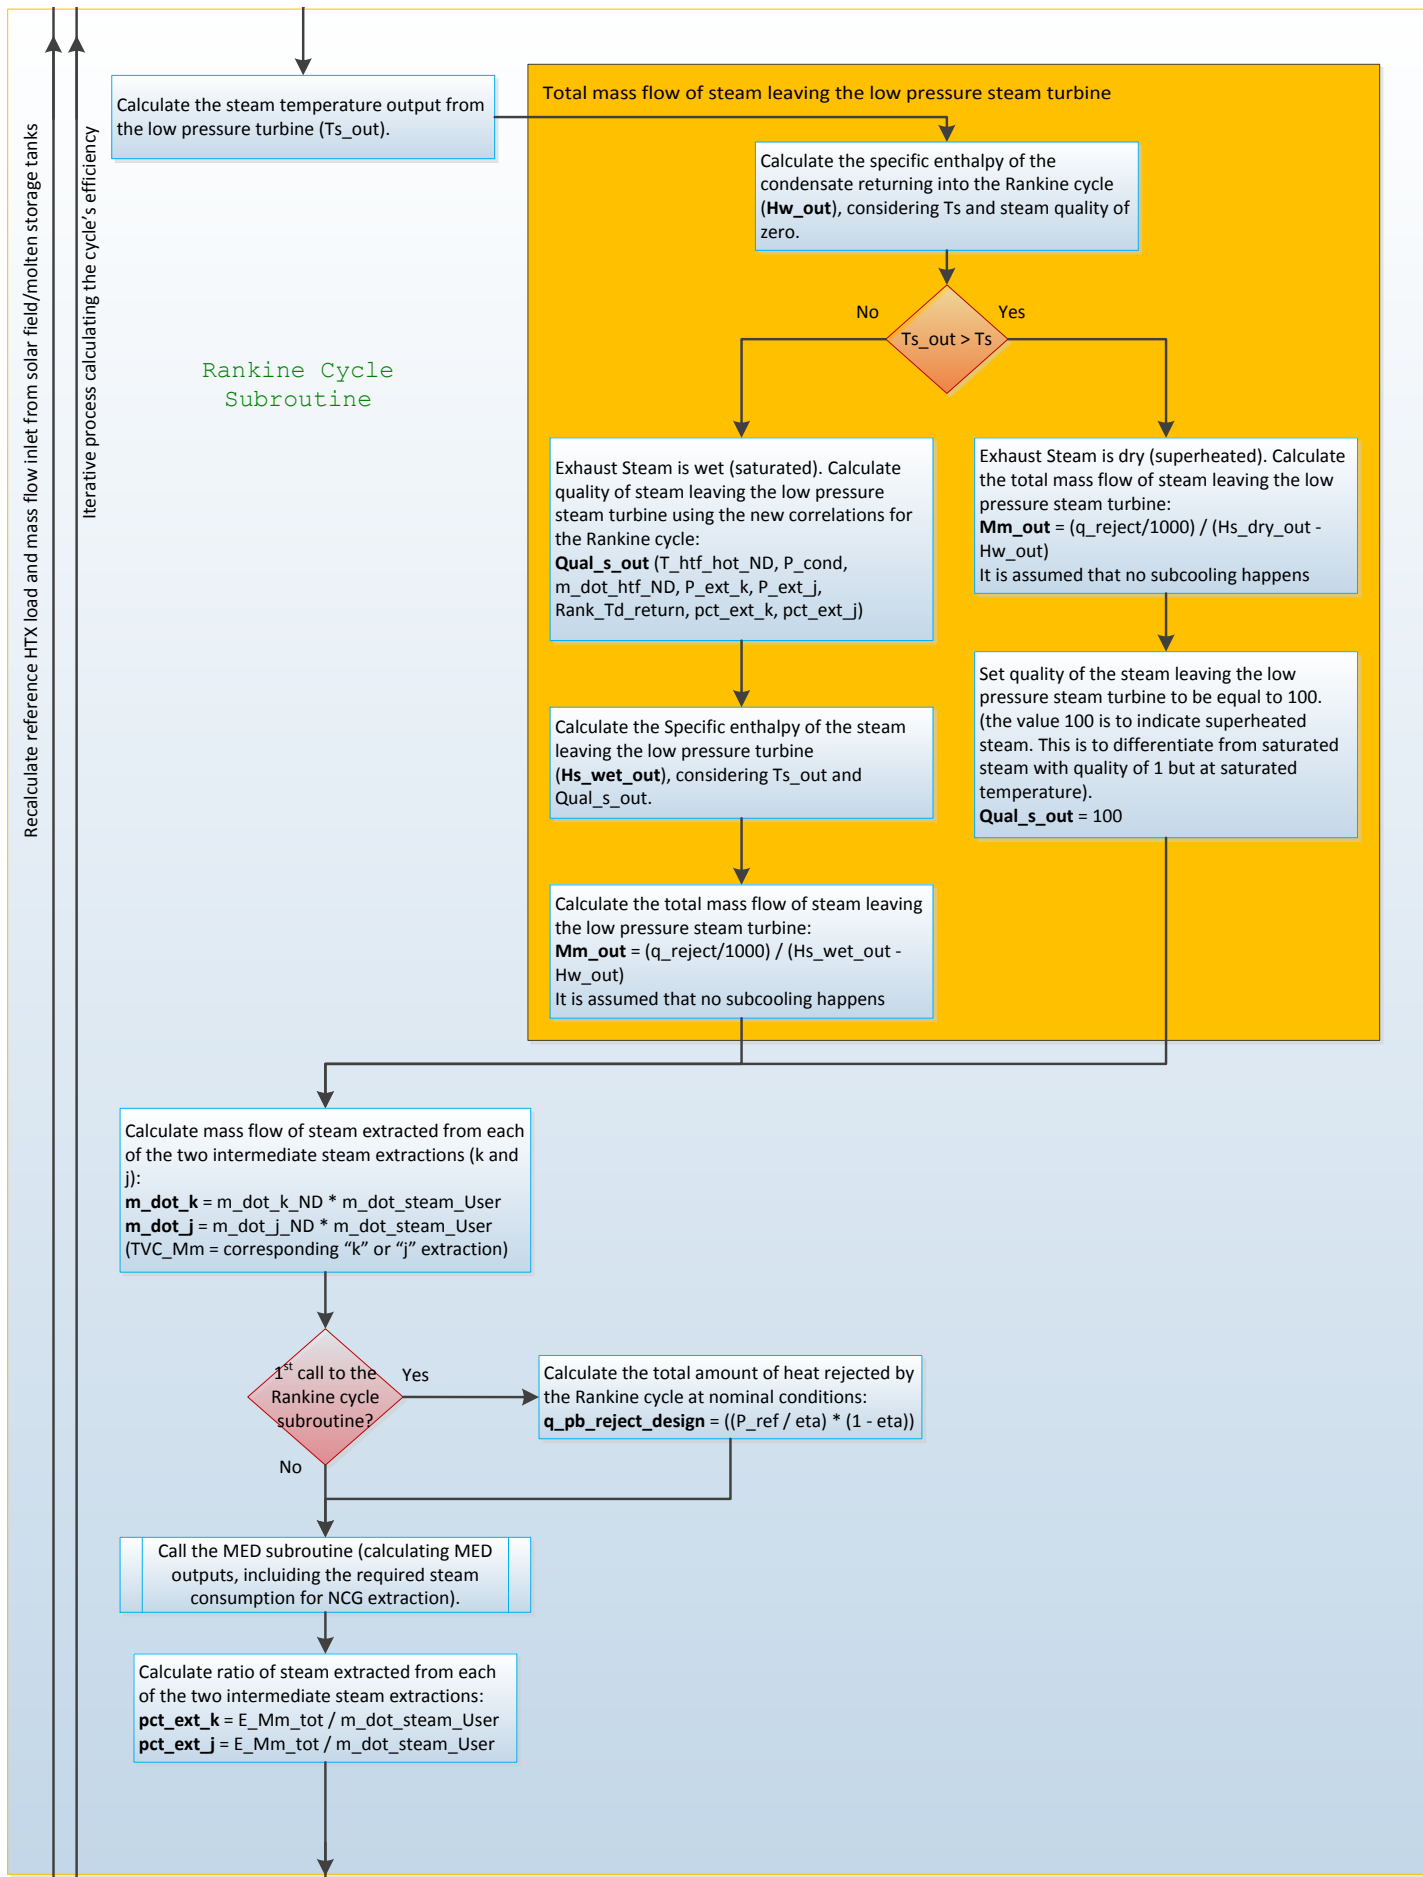 Recalculate reference HTX load and mass flow inlet from solar field/molten storage tanks
Iterative process calculating the cycle's efficiency
Calculate the steam temperature output from
the low pressure turbine (Ts_out).
Rankine Cycle
Subroutine
Total mass flow of steam leaving the low pressure steam turbine
Calculate the specific enthalpy of the
condensate returning into the Rankine cycle
(Hw_out), considering Ts and steam quality of
zero.
No
Yes
Ts_out > Ts
Exhaust Steam is wet (saturated). Calculate
quality of steam leaving the low pressure
steam turbine using the new correlations for
the Rankine cycle:
Qual_s_out (T_htf_hot_ND, P_cond,
m_dot_htf_ND, P_ext_k, P_ext_j,
Rank_Td_return, pct_ext_k, pct_ext_j)
Exhaust Steam is dry (superheated). Calculate
the total mass flow of steam leaving the low
pressure steam turbine:
Mm_out = (q_reject/1000) / (Hs_dry_out -
Hw_out)
It is assumed that no subcooling happens
Calculate the Specific enthalpy of the steam
leaving the low pressure turbine
(Hs_wet_out), considering Ts_out and
Qual_s_out.
Set quality of the steam leaving the low
pressure steam turbine to be equal to 100.
(the value 100 is to indicate superheated
steam. This is to differentiate from saturated
steam with quality of 1 but at saturated
temperature).
Qual_s_out = 100
Calculate the total mass flow of steam leaving
the low pressure steam turbine:
Mm_out = (q_reject/1000) / (Hs_wet_out -
Hw_out)
It is assumed that no subcooling happens
Calculate mass flow of steam extracted from each
of the two intermediate steam extractions (k and
j):
m_dot_k = m_dot_k_ND * m_dot_steam_User
m_dot_j = m_dot_j_ND * m_dot_steam_User
(TVC_Mm = corresponding “k” or “j” extraction)
1st call to the
Rankine cycle
subroutine?
Yes
No
Calculate the total amount of heat rejected by
the Rankine cycle at nominal conditions:
q_pb_reject_design = ((P_ref / eta) * (1 - eta))
Call the MED subroutine (calculating MED
outputs, incluiding the required steam
consumption for NCG extraction).
Calculate ratio of steam extracted from each
of the two intermediate steam extractions:
pct_ext_k = E_Mm_tot / m_dot_steam_User
pct_ext_j = E_Mm_tot / m_dot_steam_User